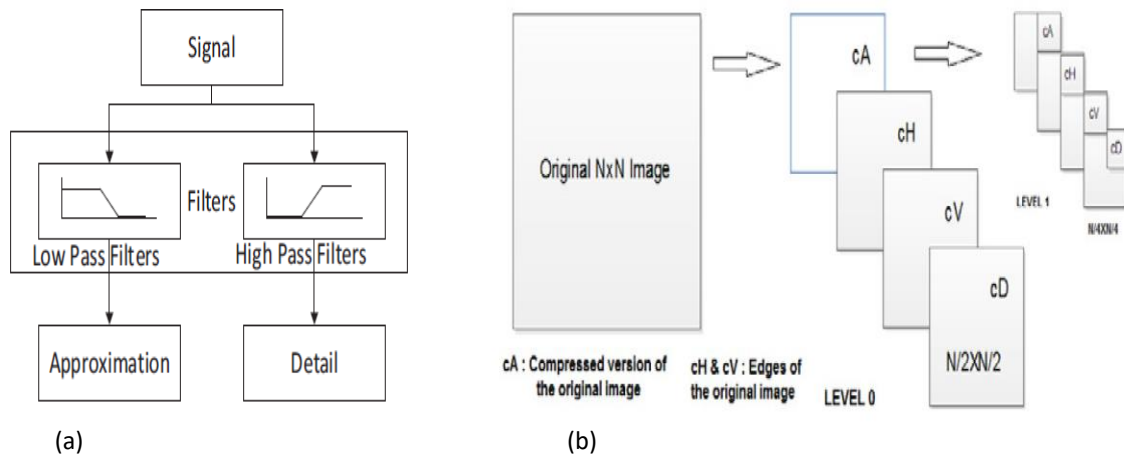 Signal
Filters
Low Pass Filters
High Pass Filters
Approximation
Detail
(a)
Original NxN Image
cA
cH
cV
cD
N/2XN/2
cA : Compressed version of
the original image
cH & cV : Edges of
the original image
LEVEL 0
cA
cH
cV
cD
LEVEL 1
N/4XN/4
(b)